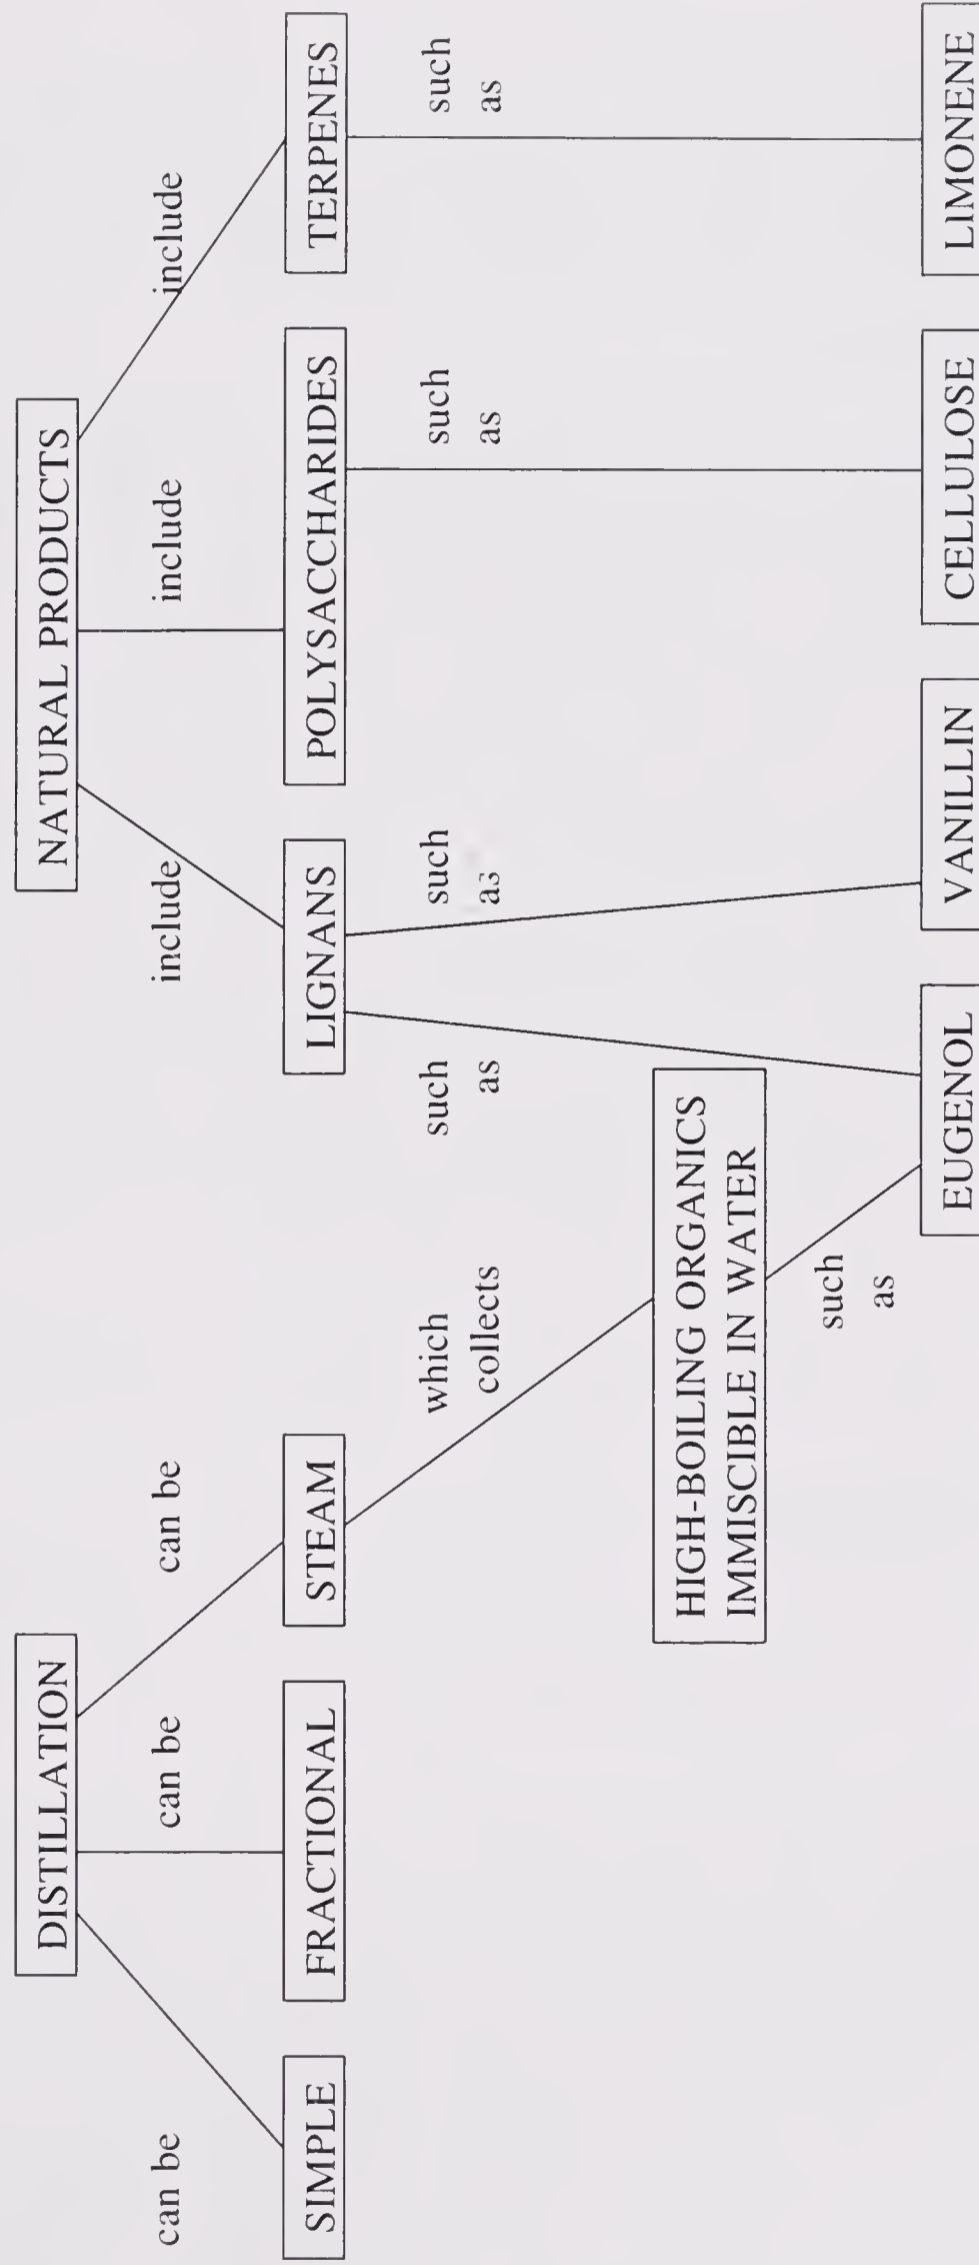 DISTILLATION
NATURAL PRODUCTS
can be
can be
can be
include
include
include
SIMPLE
FRACTIONAL
STEAM
LIGNANS
POLYSACCHARIDES
TERPENES
which
collects
such
as
such
as
such
as
such
as
HIGH-BOILING ORGANICS
IMMISCIBLE IN WATER
such
as
EUGENOL
VANILLIN
CELLULOSE
LIMONENE